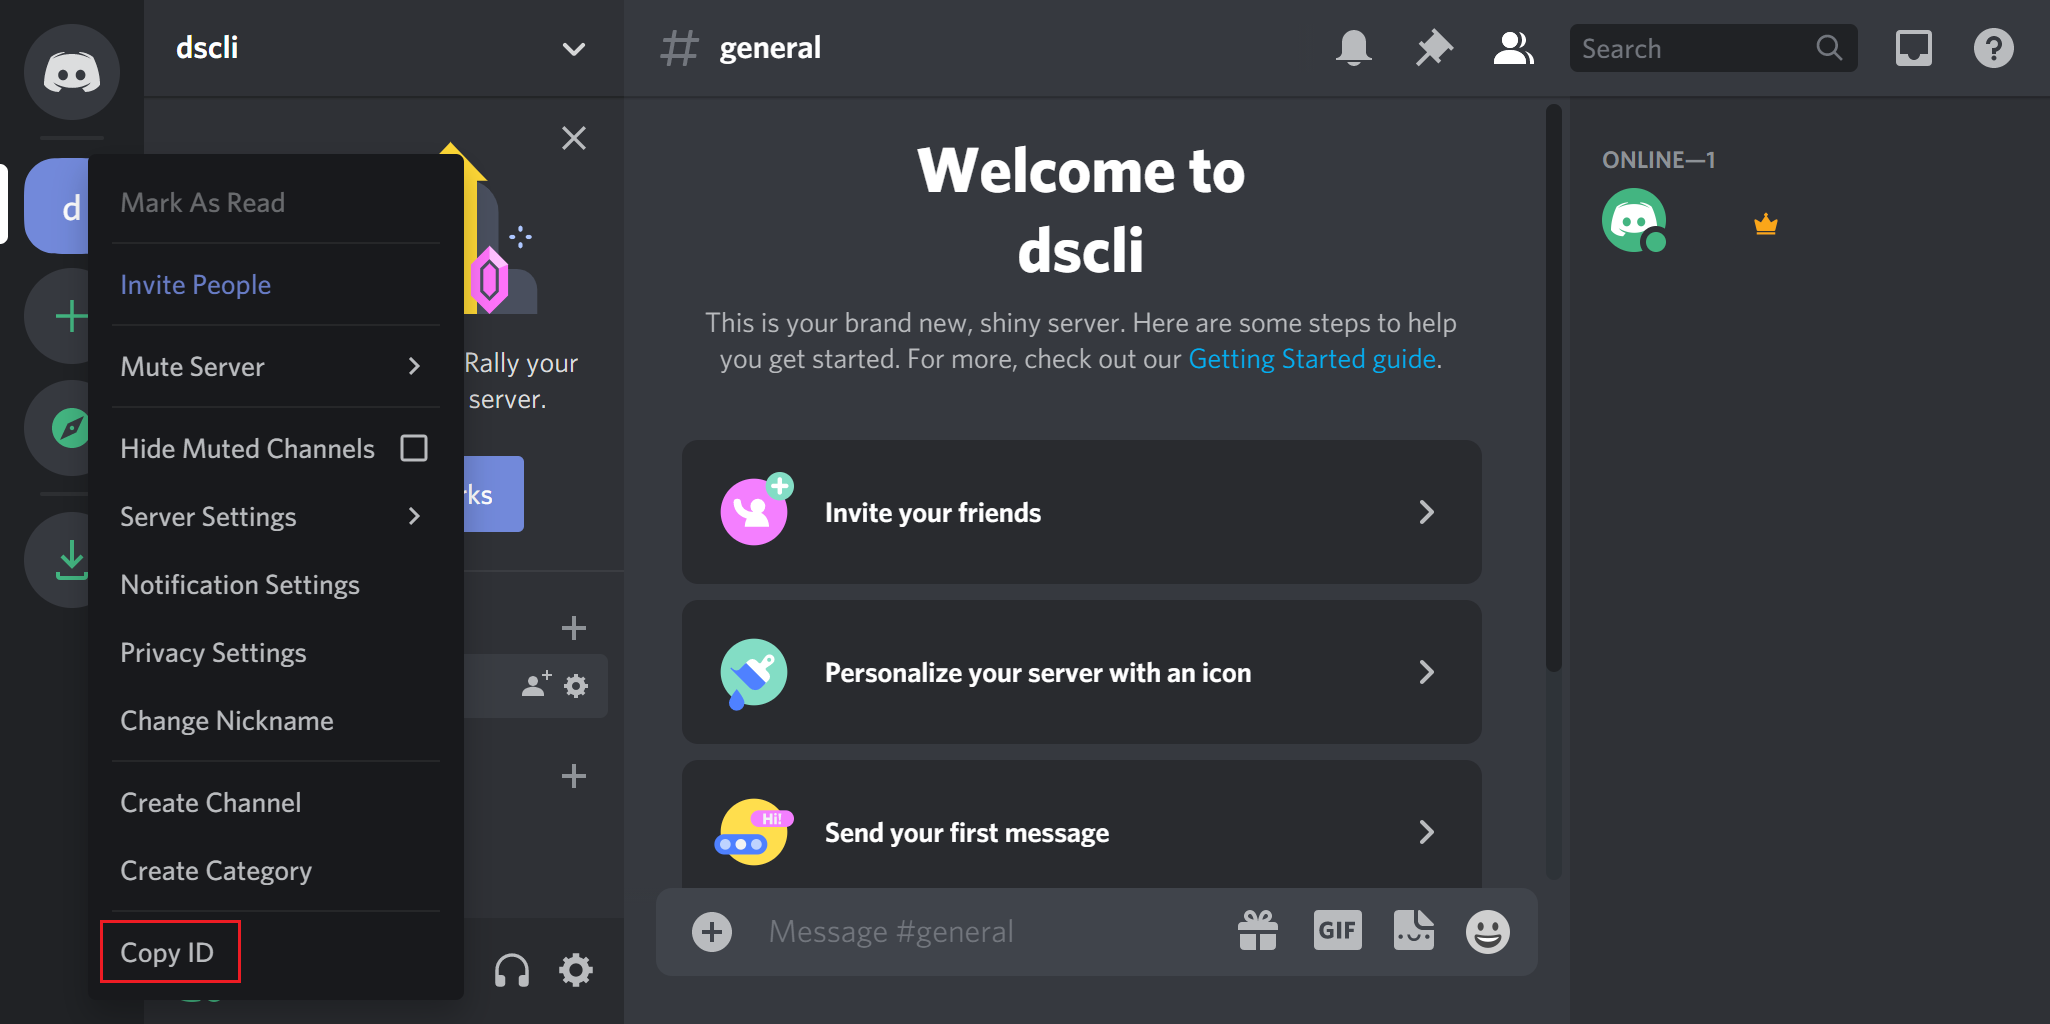 dscli
general
Search
d
Mark As Read
Invite People
Mute Server
Hide Muted Channels
Server Settings
Notification Settings
Privacy Settings
Change Nickname
Create Channel
Create Category
Copy ID
Rally your
server.
Welcome to
dscli
This is your brand new, shiny server. Here are some steps to help
you get started. For more, check out our Getting Started guide.
Invite your friends
Personalize your server with an icon
Hi!
Send your first message
Message #general
GIF
ONLINE—1